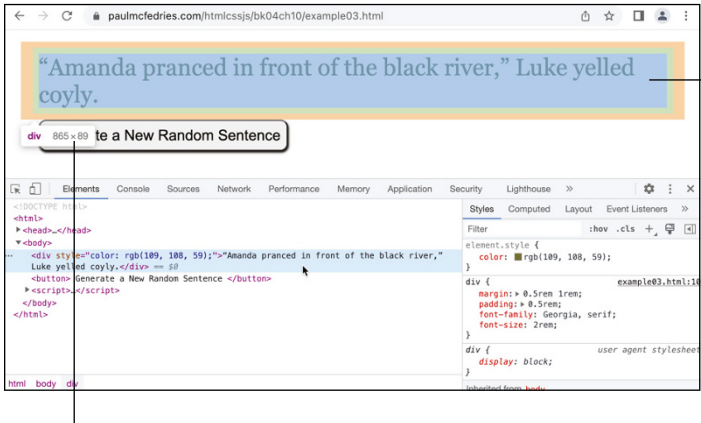 paulmcfedries.com/htmlcssjs/bk04ch10/example03.html
“Amanda pranced in front of the black river,” Luke yelled
coyly.
div 865 × 89
te a New Random Sentence
Elements Console Sources Network Performance Memory Application Security Lighthouse »
<!DOCTYPE html>
<html>
<head>…</head>
<body>
<div style="color: rgb(109, 108, 59);">“Amanda pranced in front of the black river,”
Luke yelled coyly.</div> == $0
<button> Generate a New Random Sentence </button>
<script>…</script>
</body>
</html>
html body div
Styles Computed Layout Event Listeners »
Filter :hov .cls +
element.style {
color: rgb(109, 108, 59);
}
div { example03.html:10
margin: 0.5rem 1rem;
padding: 0.5rem;
font-family: Georgia, serif;
font-size: 2rem;
}
div { user agent stylesheet
display: block;
}
Inherited from body